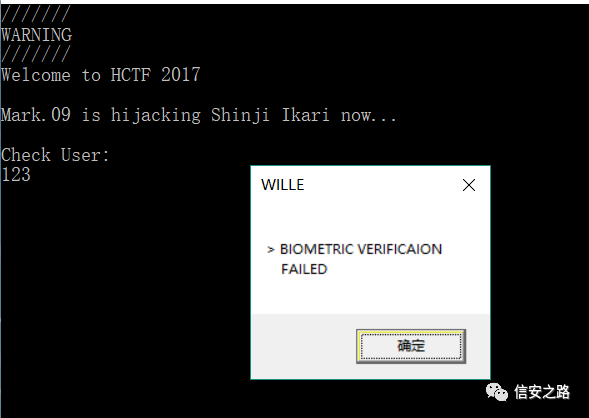 ///////
WARNING
///////
Welcome to HCTF 2017
Mark.09 is hijacking Shinji Ikari now...
Check User:
123
WILLE
> BIOMETRIC VERIFICAION
FAILED
确定
信安之路